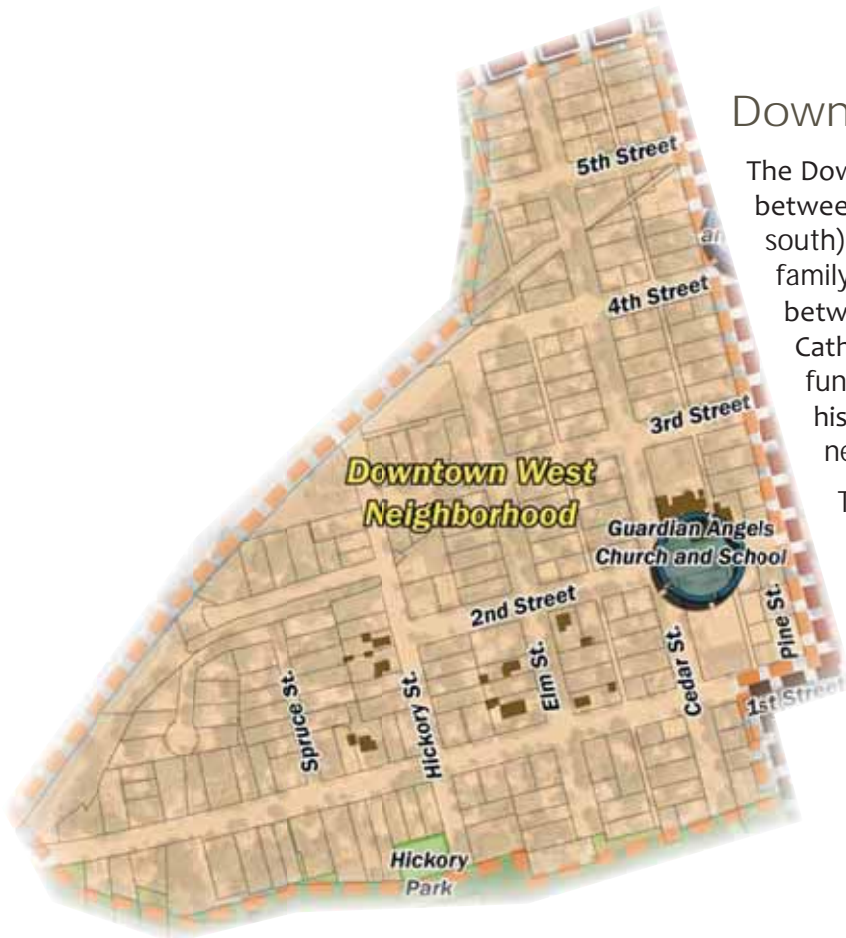 Down
The Dow
between
south)
family
betw
Cath
fun
his
ne
T
5th Street
4th Street
3rd Street
Downtown West
Neighborhood
Guardian Angels
Church and School
2nd Street
Pine St.
Cedar St.
Elm St.
1st Street
Spruce St.
Hickory St.
Hickory
Park